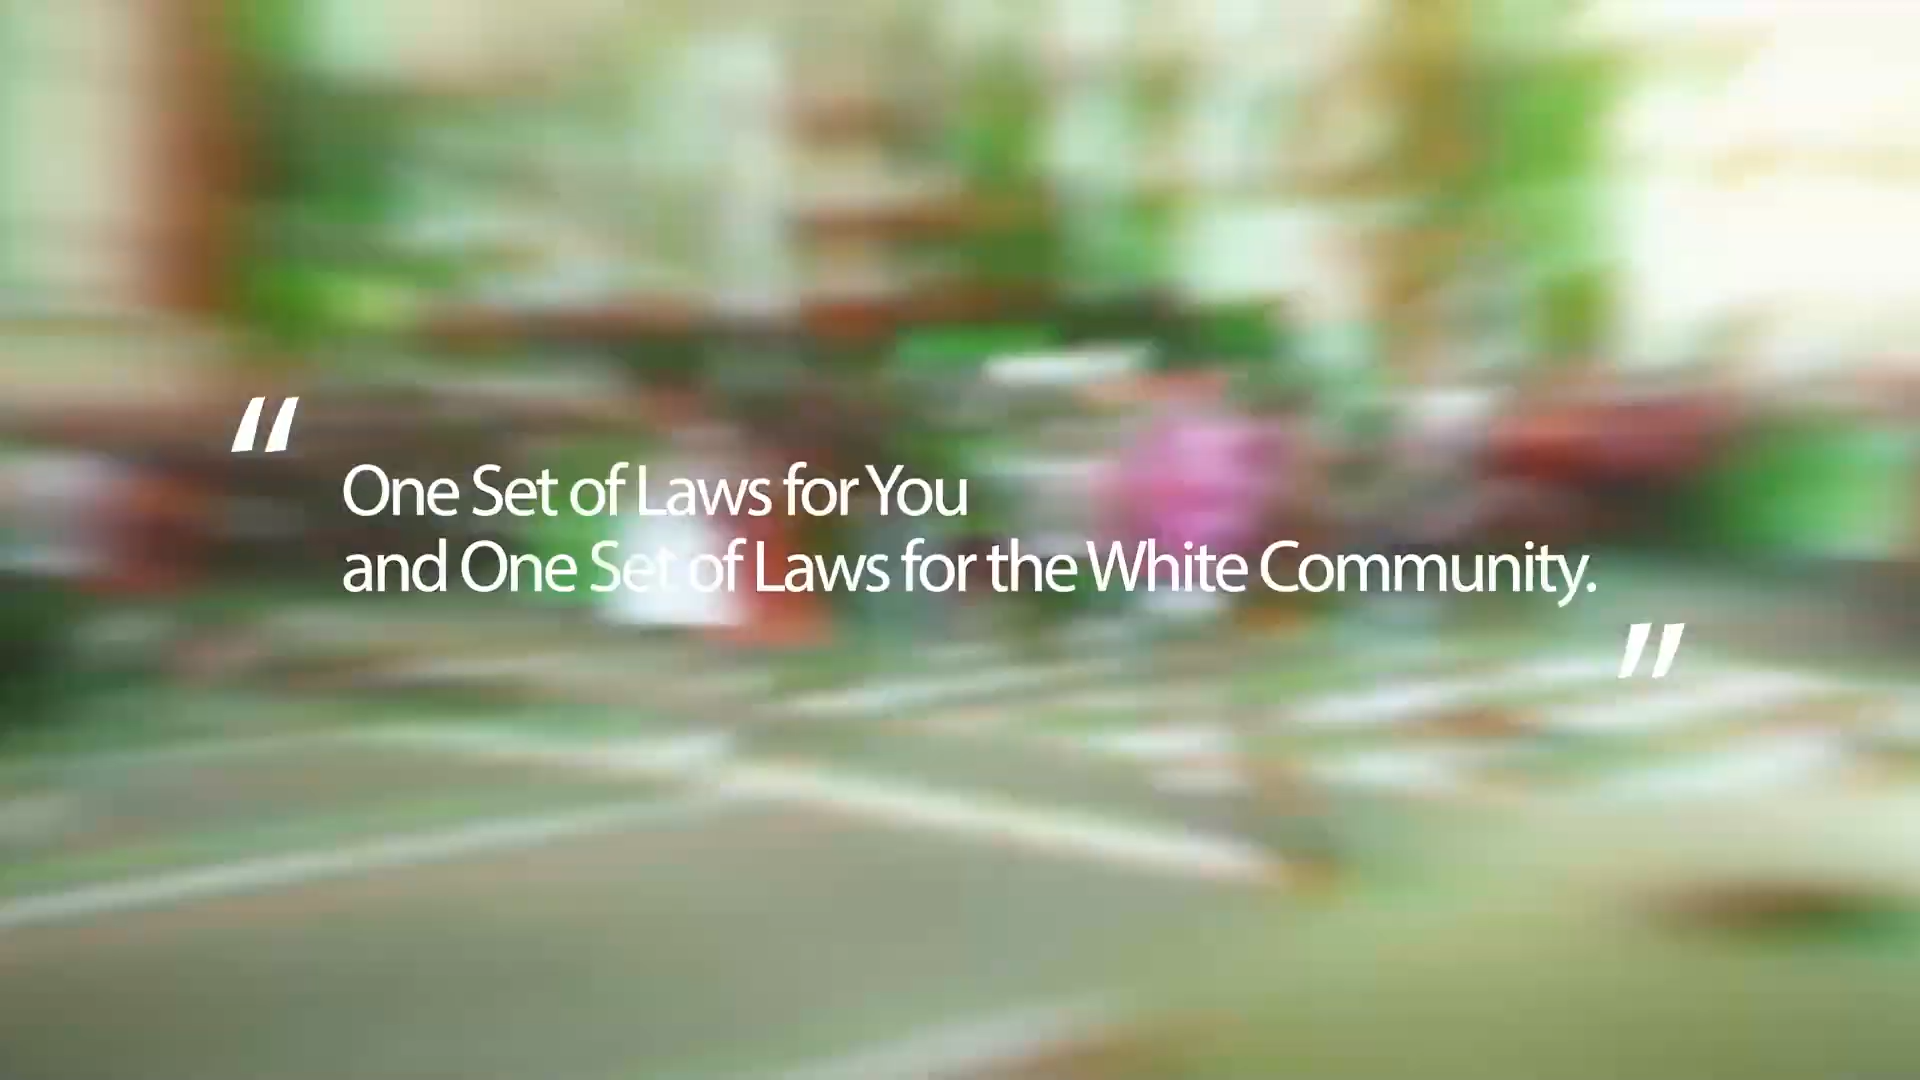 “One Set of Laws for You
and One Set of Laws for the White Community.”